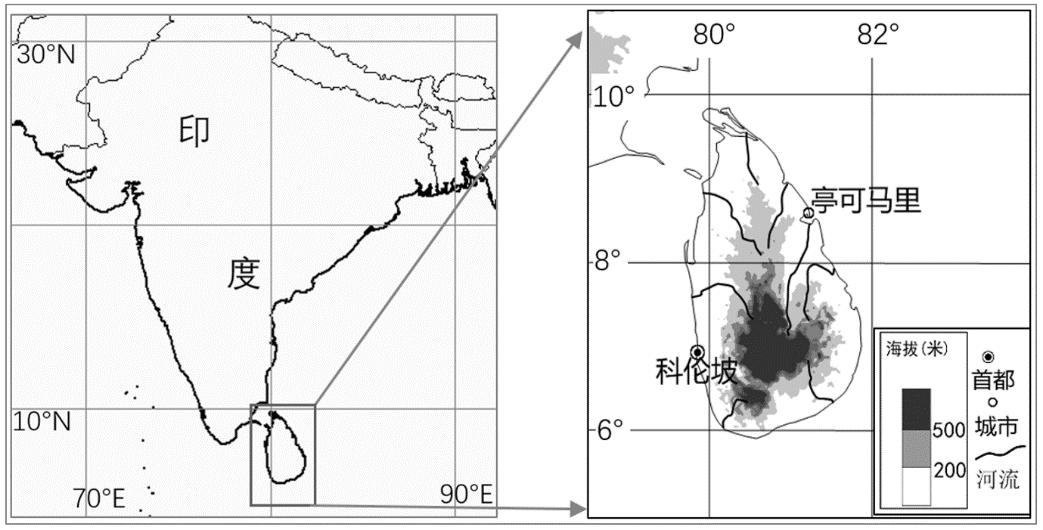 30°N
印
度
10°N
70°E
90°E
80°
82°
10°
亭可马里
8°
科伦坡
6°
海拔(米)
500
200
首都
城市
河流